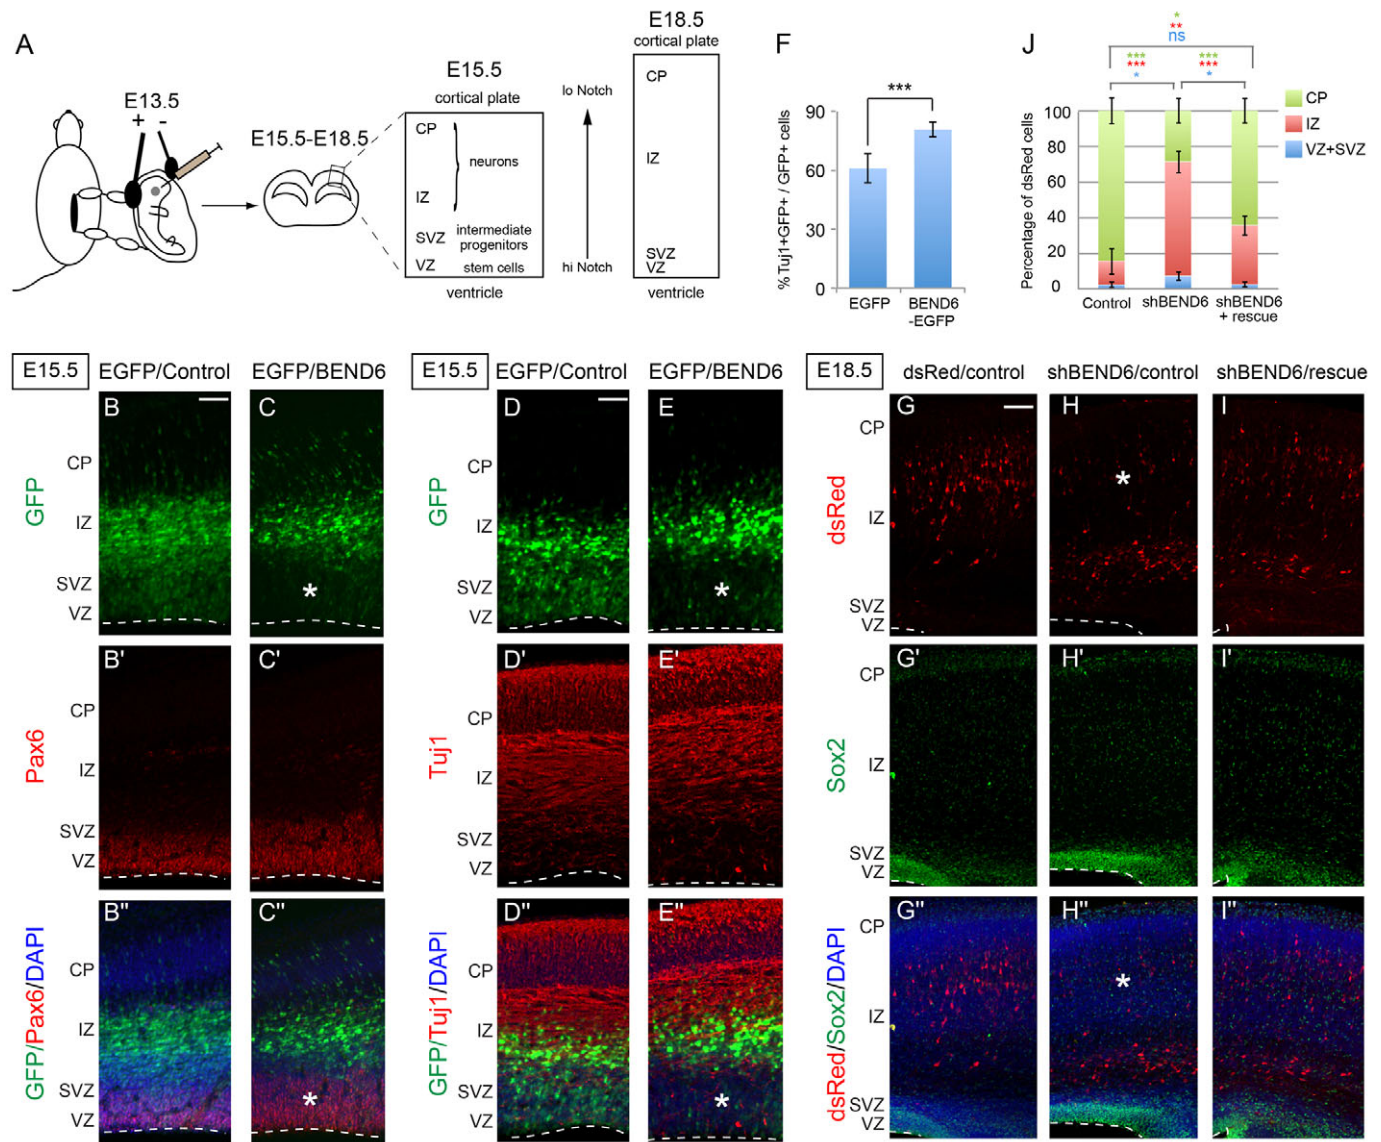 A
E13.5
+ -
E15.5-E18.5
E15.5
cortical plate
CP
neurons
IZ
SVZ
intermediate
progenitors
VZ
stem cells
ventricle
lo Notch
hi Notch
E18.5
cortical plate
CP
IZ
SVZ
VZ
ventricle
F
***
% Tuj1+GFP+ / GFP+ cells
90
60
30
0
EGFP
BEND6
-EGFP
J
*
**
ns
*** ***
*** ***
* *
Percentage of dsRed cells
100
80
60
40
20
0
Control
shBEND6
shBEND6
+ rescue
CP
IZ
VZ+SVZ
E15.5
EGFP/Control
EGFP/BEND6
GFP
B
C
CP
IZ
SVZ
VZ
*
Pax6
B'
C'
CP
IZ
SVZ
VZ
GFP/Pax6/DAPI
B"
C"
CP
IZ
SVZ
VZ
*
E15.5
EGFP/Control
EGFP/BEND6
GFP
D
E
CP
IZ
SVZ
VZ
*
Tuj1
D'
E'
CP
IZ
SVZ
VZ
GFP/Tuj1/DAPI
D"
E"
CP
IZ
SVZ
VZ
*
E18.5
dsRed/control
shBEND6/control
shBEND6/rescue
dsRed
G
H
I
CP
IZ
SVZ
VZ
*
Sox2
G'
H'
I'
CP
IZ
SVZ
VZ
dsRed/Sox2/DAPI
G"
H"
I"
CP
IZ
SVZ
VZ
*